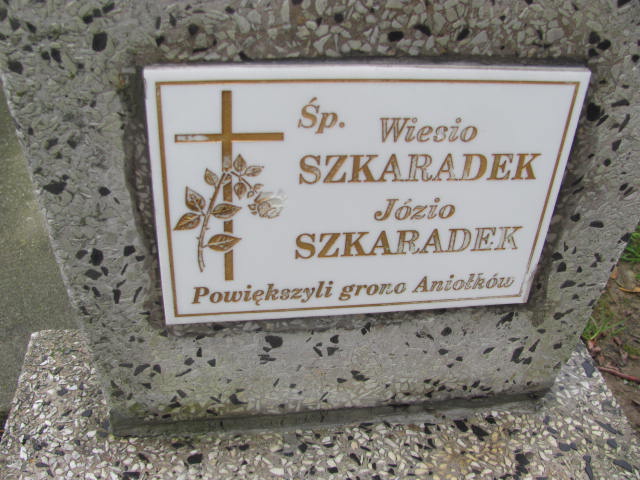 Śp. Wiesio
SZKARADEK
Józio
SZKARADEK
Powiększyli grono Aniołków